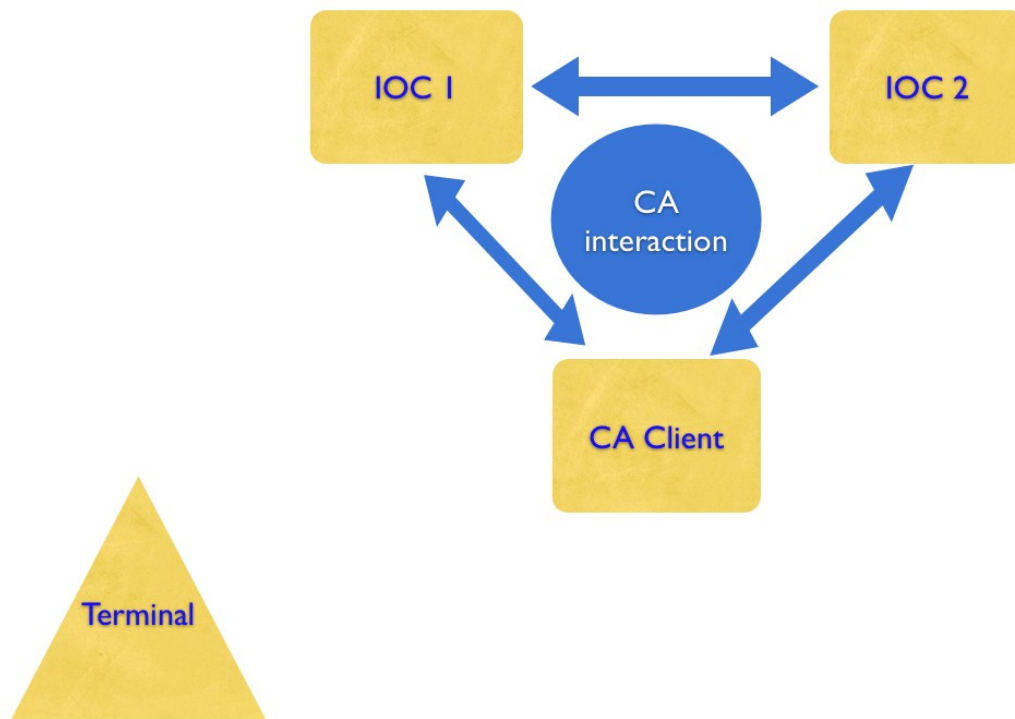 IOC 1
IOC 2
CA
interaction
CA Client
Terminal